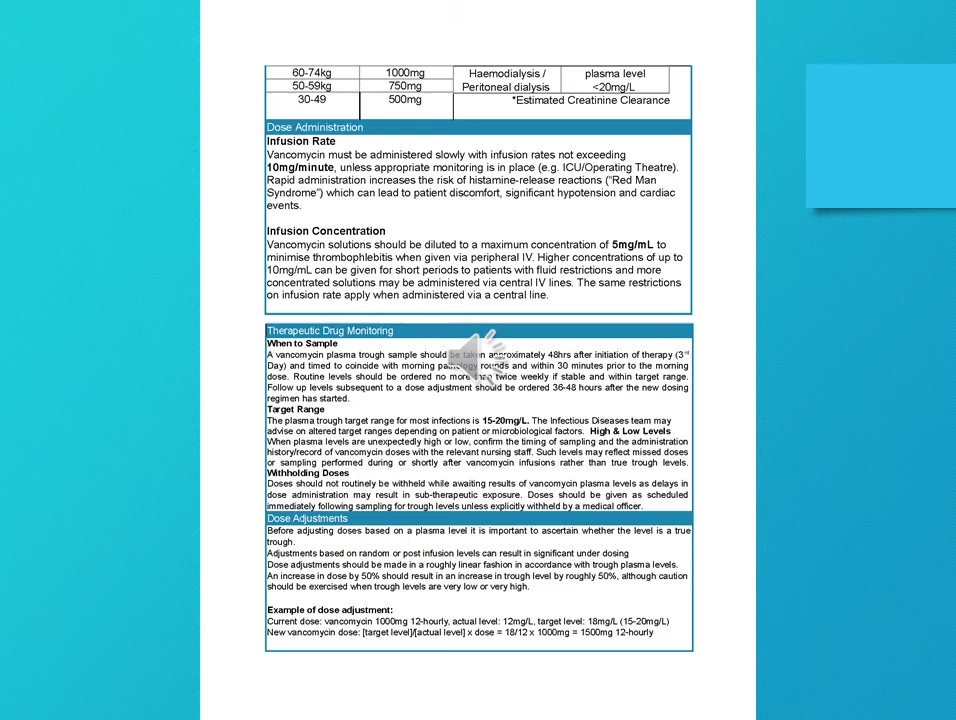 60-74kg 1000mg Haemodialysis / plasma level
50-59kg 750mg Peritoneal dialysis <20mg/L
30-49 500mg *Estimated Creatinine Clearance
Dose Administration
Infusion Rate
Vancomycin must be administered slowly with infusion rates not exceeding
10mg/minute, unless appropriate monitoring is in place (e.g. ICU/Operating Theatre).
Rapid administration increases the risk of histamine-release reactions (“Red Man
Syndrome”) which can lead to patient discomfort, significant hypotension and cardiac
events.
Infusion Concentration
Vancomycin solutions should be diluted to a maximum concentration of 5mg/mL to
minimise thrombophlebitis when given via peripheral IV. Higher concentrations of up to
10mg/mL can be given for short periods to patients with fluid restrictions and more
concentrated solutions may be administered via central IV lines. The same restrictions
on infusion rate apply when administered via a central line.
Therapeutic Drug Monitoring
When to Sample
A vancomycin plasma trough sample should be taken approximately 48hrs after initiation of therapy (3rd
Day) and timed to coincide with morning pathology rounds and within 30 minutes prior to the morning
dose. Routine levels should be ordered no more than twice weekly if stable and within target range.
Follow up levels subsequent to a dose adjustment should be ordered 36-48 hours after the new dosing
regimen has started.
Target Range
The plasma trough target range for most infections is 15-20mg/L. The Infectious Diseases team may
advise on altered target ranges depending on patient or microbiological factors. High & Low Levels
When plasma levels are unexpectedly high or low, confirm the timing of sampling and the administration
history/record of vancomycin doses with the relevant nursing staff. Such levels may reflect missed doses
or sampling performed during or shortly after vancomycin infusions rather than true trough levels.
Withholding Doses
Doses should not routinely be withheld while awaiting results of vancomycin plasma levels as delays in
dose administration may result in sub-therapeutic exposure. Doses should be given as scheduled
immediately following sampling for trough levels unless explicitly withheld by a medical officer.
Dose Adjustments
Before adjusting doses based on a plasma level it is important to ascertain whether the level is a true
trough.
Adjustments based on random or post infusion levels can result in significant under dosing
Dose adjustments should be made in a roughly linear fashion in accordance with trough plasma levels.
An increase in dose by 50% should result in an increase in trough level by roughly 50%, although caution
should be exercised when trough levels are very low or very high.
Example of dose adjustment:
Current dose: vancomycin 1000mg 12-hourly, actual level: 12mg/L, target level: 18mg/L (15-20mg/L)
New vancomycin dose: [target level]/[actual level] x dose = 18/12 x 1000mg = 1500mg 12-hourly